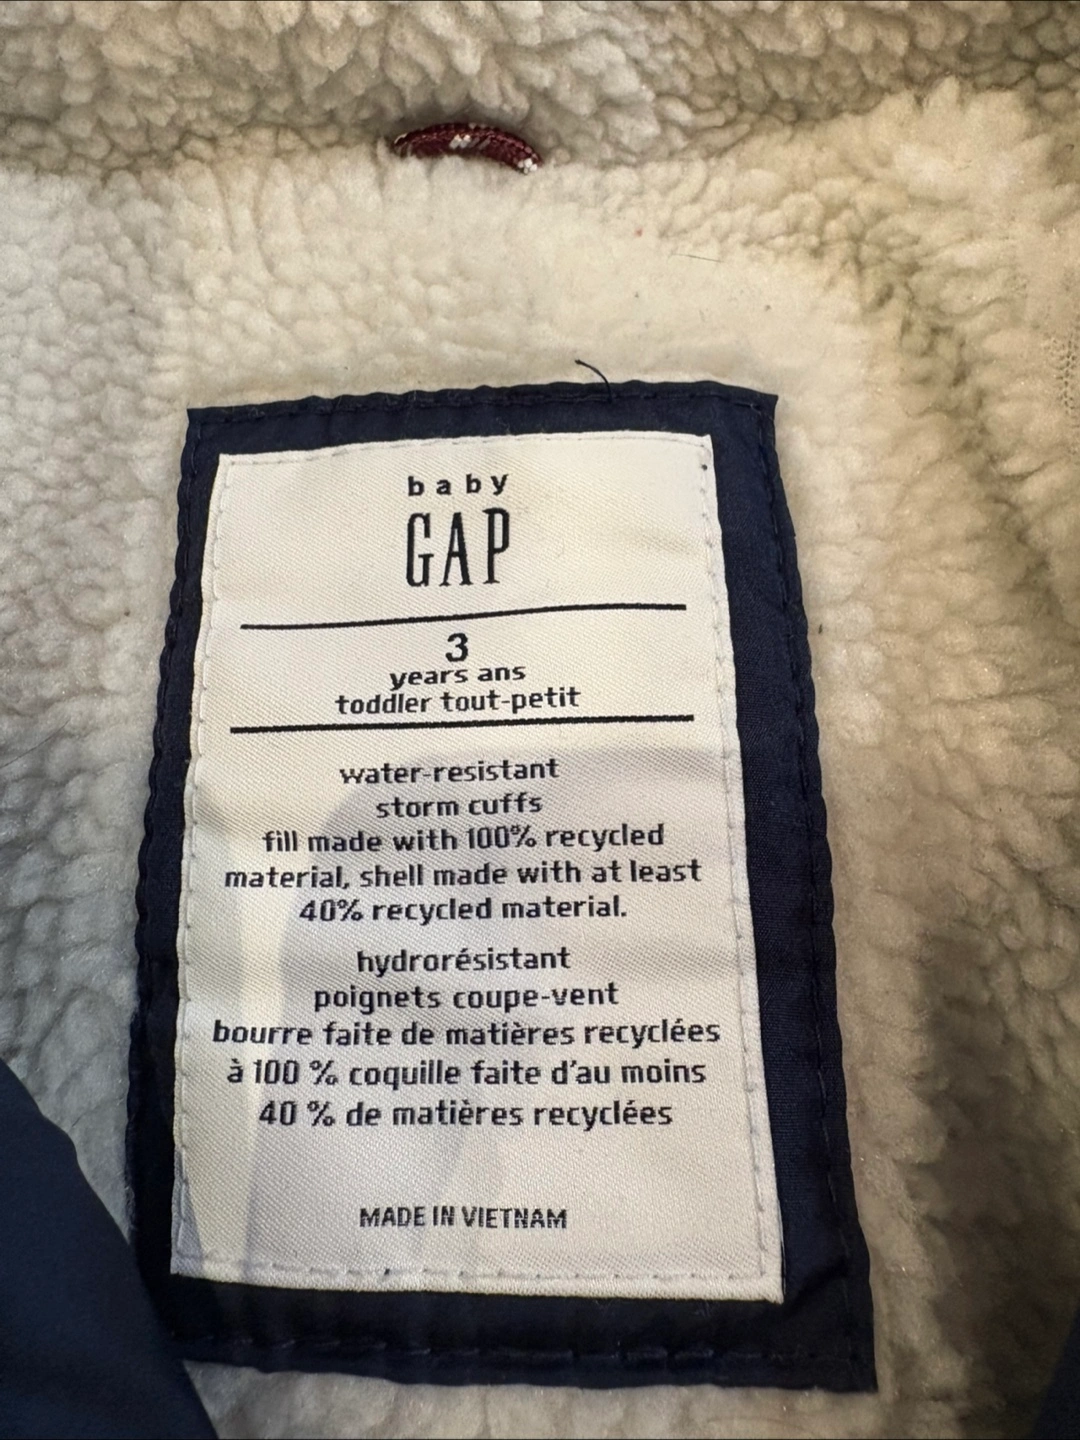 baby
GAP
3
years ans
toddler tout-petit
water-resistant
storm cuffs
fill made with 100% recycled
material, shell made with at least
40% recycled material.
hydrorésistant
poignets coupe-vent
bourre faite de matières recyclées
à 100 % coquille faite d'au moins
40 % de matières recyclées
MADE IN VIETNAM